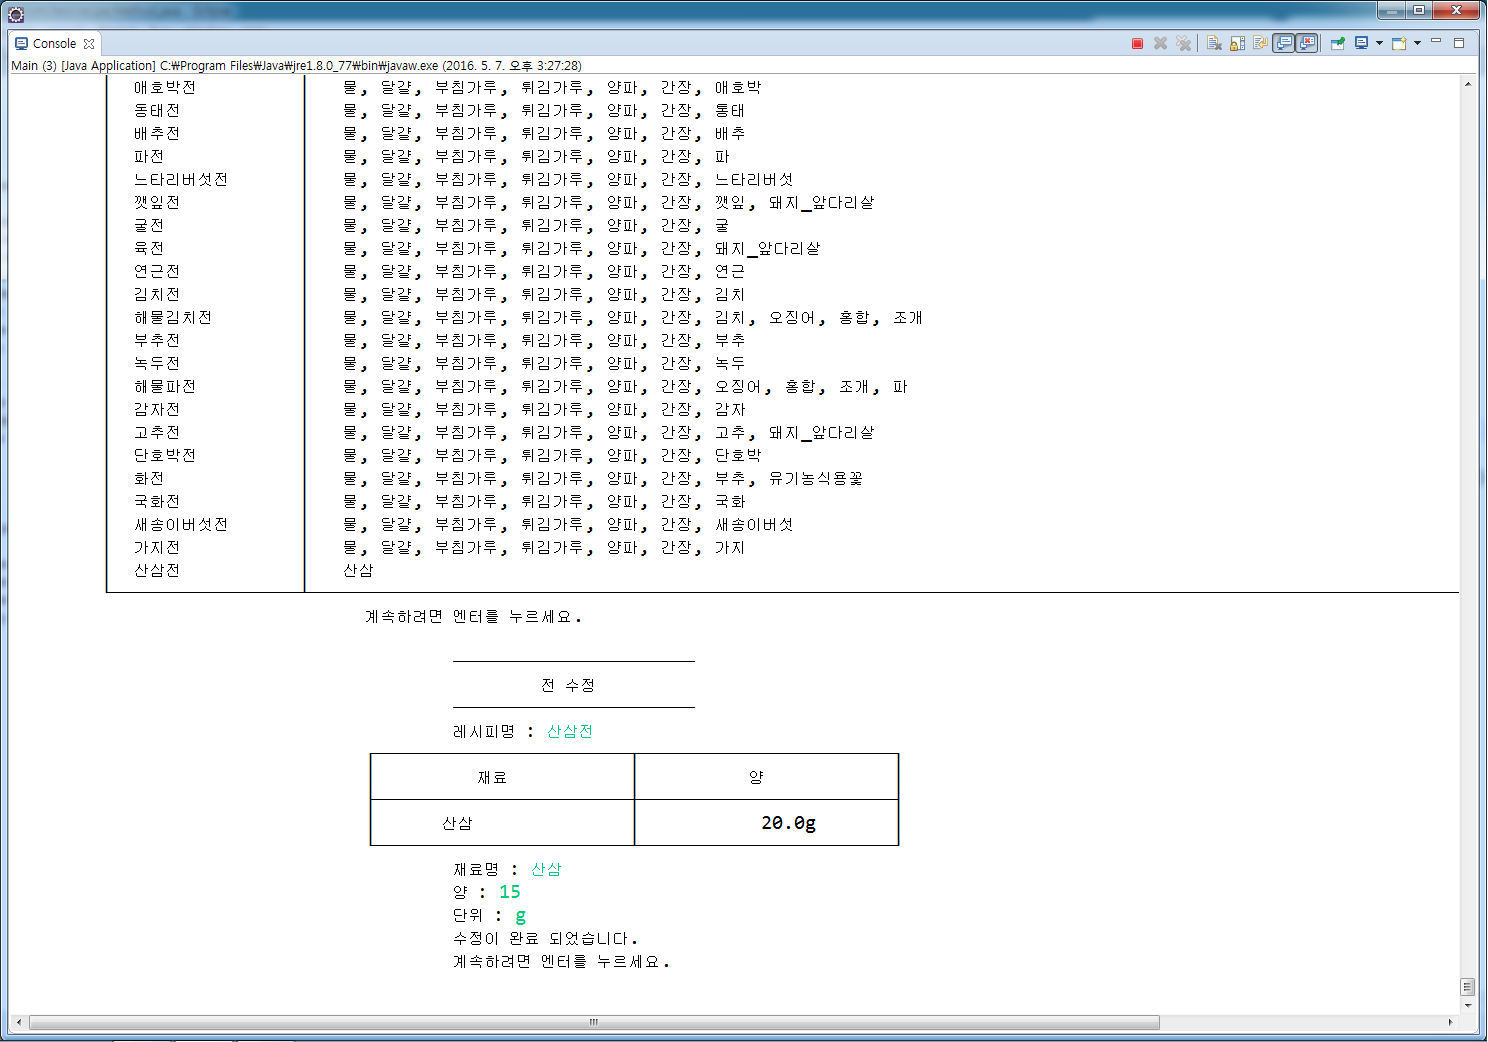 Console
Main (3) [Java Application] C:₩Program Files₩Java₩jre1.8.0_77₩bin₩javaw.exe (2016. 5. 7. 오후 3:27:28)
애호박전 물, 달걀, 부침가루, 튀김가루, 양파, 간장, 애호박
동태전 물, 달걀, 부침가루, 튀김가루, 양파, 간장, 통태
배추전 물, 달걀, 부침가루, 튀김가루, 양파, 간장, 배추
파전 물, 달걀, 부침가루, 튀김가루, 양파, 간장, 파
느타리버섯전 물, 달걀, 부침가루, 튀김가루, 양파, 간장, 느타리버섯
깻잎전 물, 달걀, 부침가루, 튀김가루, 양파, 간장, 깻잎, 돼지_앞다리살
굴전 물, 달걀, 부침가루, 튀김가루, 양파, 간장, 굴
육전 물, 달걀, 부침가루, 튀김가루, 양파, 간장, 돼지_앞다리살
연근전 물, 달걀, 부침가루, 튀김가루, 양파, 간장, 연근
김치전 물, 달걀, 부침가루, 튀김가루, 양파, 간장, 김치
해물김치전 물, 달걀, 부침가루, 튀김가루, 양파, 간장, 김치, 오징어, 홍합, 조개
부추전 물, 달걀, 부침가루, 튀김가루, 양파, 간장, 부추
녹두전 물, 달걀, 부침가루, 튀김가루, 양파, 간장, 녹두
해물파전 물, 달걀, 부침가루, 튀김가루, 양파, 간장, 오징어, 홍합, 조개, 파
감자전 물, 달걀, 부침가루, 튀김가루, 양파, 간장, 감자
고추전 물, 달걀, 부침가루, 튀김가루, 양파, 간장, 고추, 돼지_앞다리살
단호박전 물, 달걀, 부침가루, 튀김가루, 양파, 간장, 단호박
화전 물, 달걀, 부침가루, 튀김가루, 양파, 간장, 부추, 유기농식용꽃
국화전 물, 달걀, 부침가루, 튀김가루, 양파, 간장, 국화
새송이버섯전 물, 달걀, 부침가루, 튀김가루, 양파, 간장, 새송이버섯
가지전 물, 달걀, 부침가루, 튀김가루, 양파, 간장, 가지
산삼전 산삼
계속하려면 엔터를 누르세요.
전 수정
레시피명 : 산삼전
재료 양
산삼 20.0g
재료명 : 산삼
양 : 15
단위 : g
수정이 완료 되었습니다.
계속하려면 엔터를 누르세요.